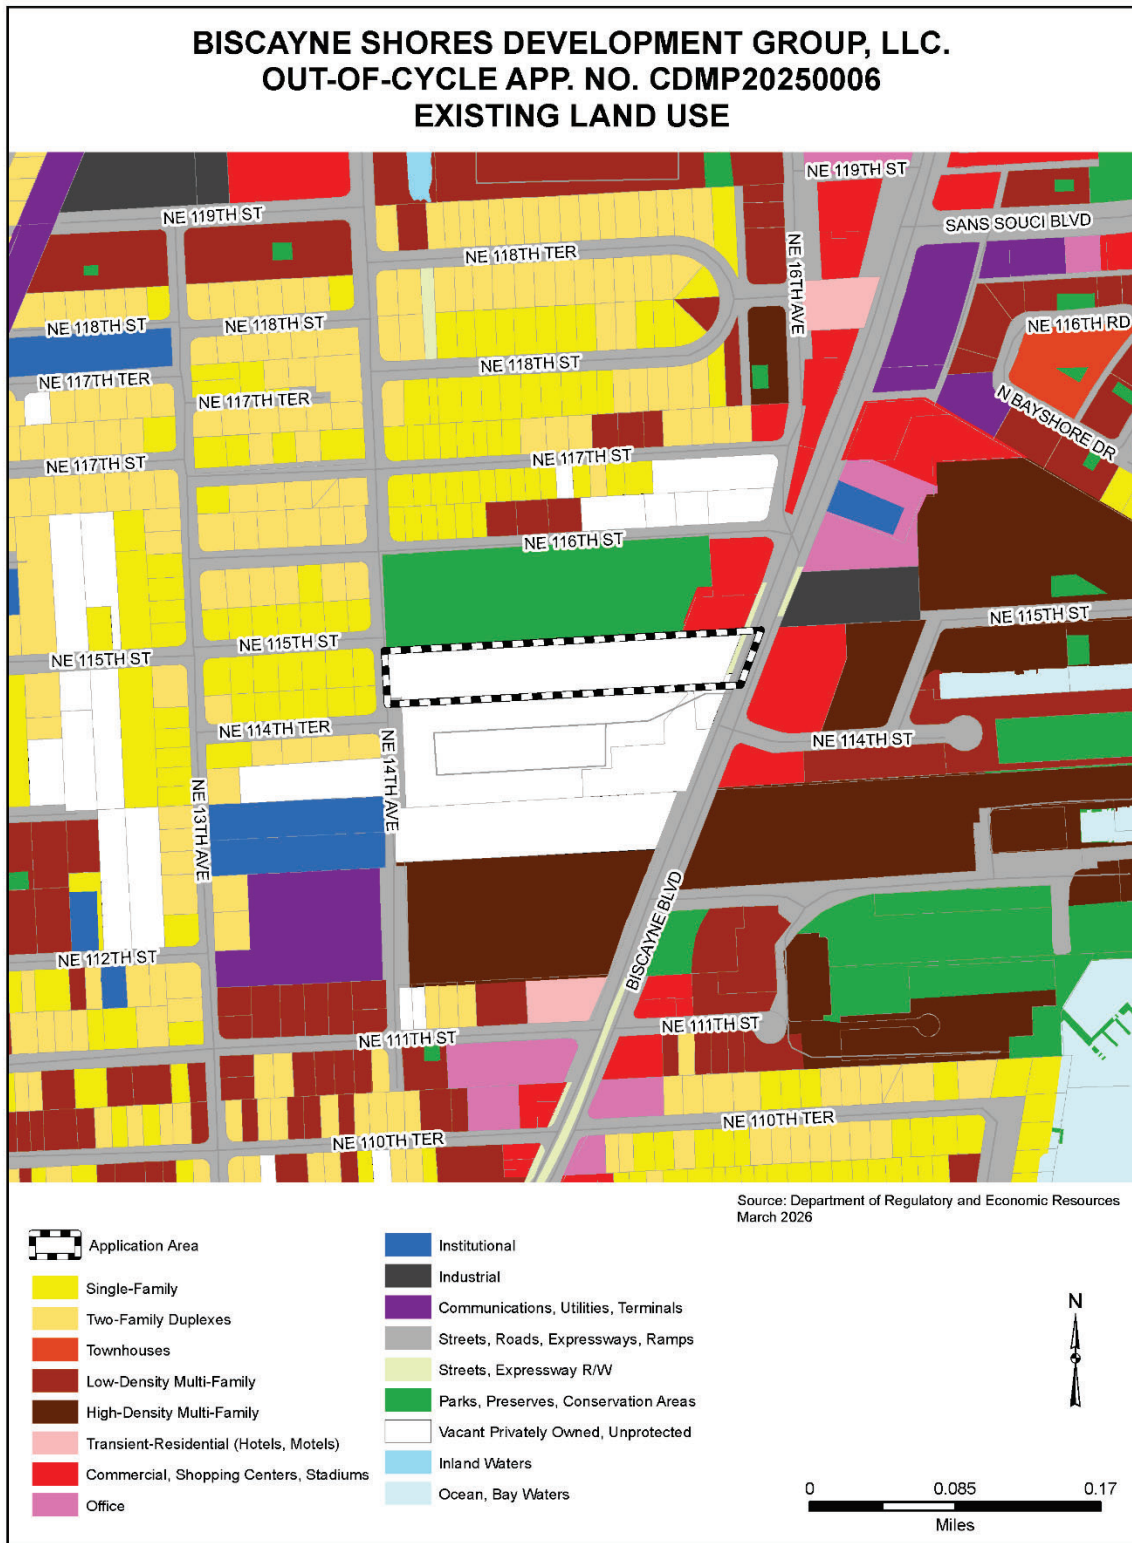 BISCAYNE SHORES DEVELOPMENT GROUP, LLC.
OUT-OF-CYCLE APP. NO. CDMP20250006
EXISTING LAND USE
NE 119TH ST
NE 119TH ST
SANS SOUCI BLVD
NE 118TH TER
NE 16TH AVE
NE 118TH ST
NE 118TH ST
NE 116TH RD
NE 118TH ST
NE 117TH TER
NE 117TH TER
N BAYSHORE DR
NE 117TH ST
NE 117TH ST
NE 116TH ST
NE 115TH ST
NE 115TH ST
NE 115TH ST
NE 114TH TER
NE 114TH ST
NE 13TH AVE
NE 14TH AVE
BISCAYNE BLVD
NE 112TH ST
NE 111TH ST
NE 111TH ST
NE 110TH TER
NE 110TH TER
Source: Department of Regulatory and Economic Resources
March 2026
Application Area
Single-Family
Two-Family Duplexes
Townhouses
Low-Density Multi-Family
High-Density Multi-Family
Transient-Residential (Hotels, Motels)
Commercial, Shopping Centers, Stadiums
Office
Institutional
Industrial
Communications, Utilities, Terminals
Streets, Roads, Expressways, Ramps
Streets, Expressway R/W
Parks, Preserves, Conservation Areas
Vacant Privately Owned, Unprotected
Inland Waters
Ocean, Bay Waters
N
0 0.085 0.17
Miles